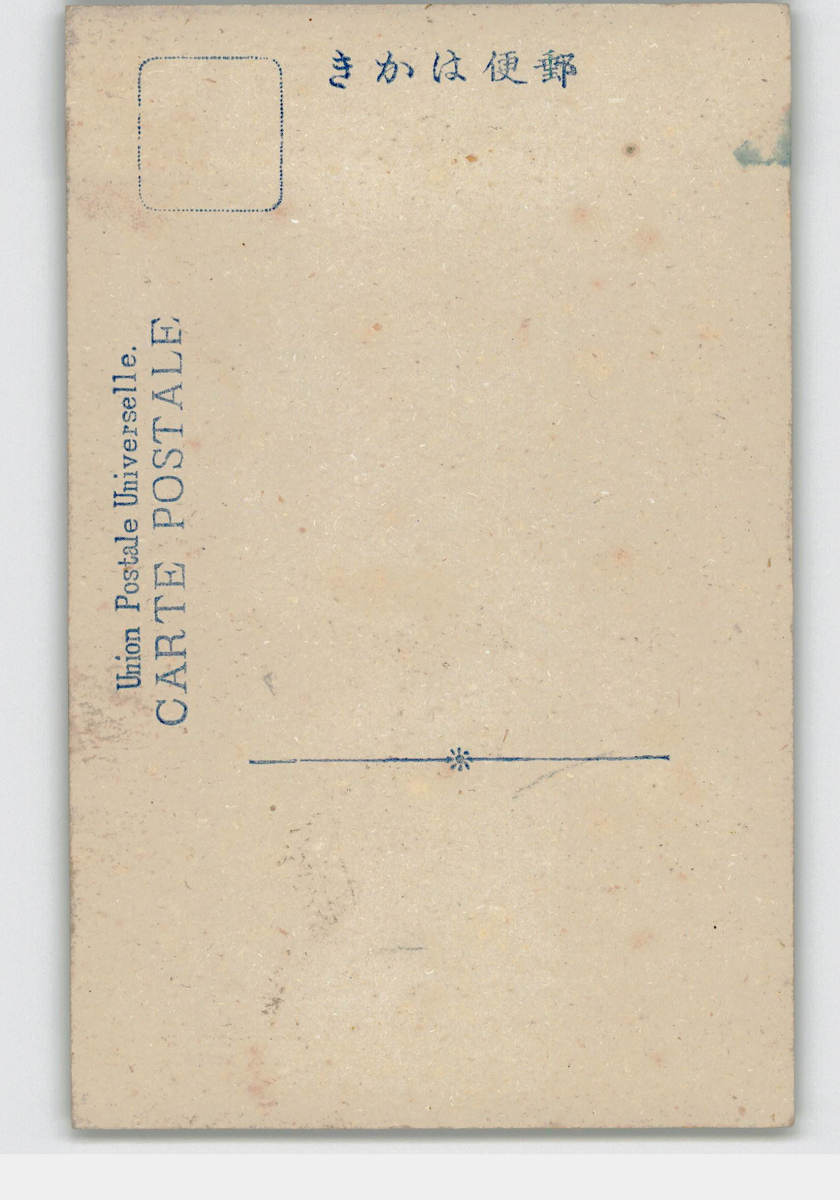 郵便はかき
Union Postale Universelle.
CARTE POSTALE